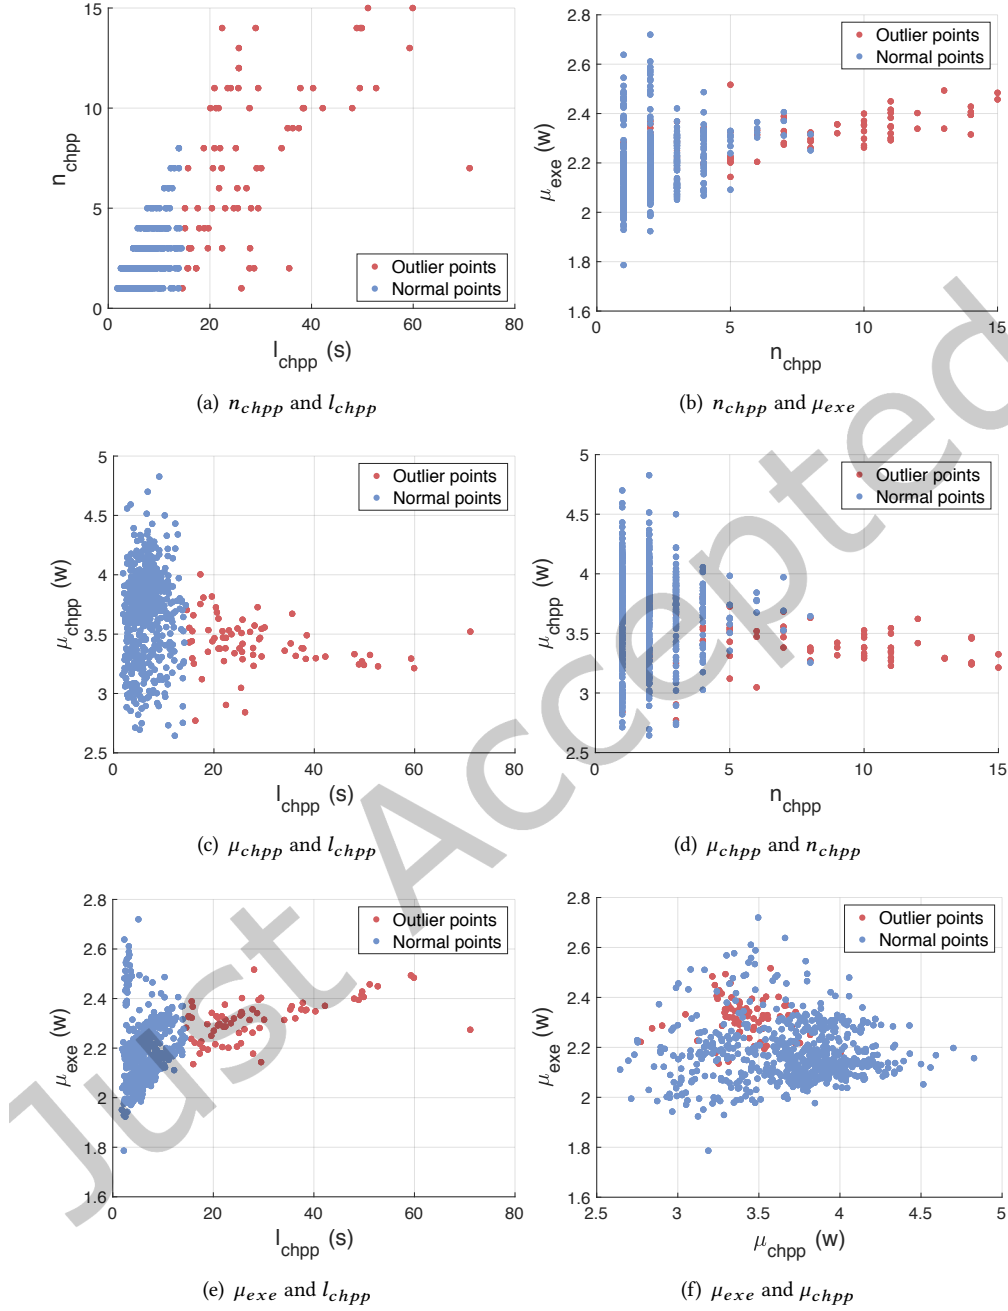 15
10
5
0
n_chpp
0 20 40 60 80
l_chpp (s)
Outlier points
Normal points
(a) n_chpp and l_chpp
2.8
2.6
2.4
2.2
2
1.8
1.6
μ_exe (w)
0 5 10 15
n_chpp
Outlier points
Normal points
(b) n_chpp and μ_exe
5
4.5
4
3.5
3
2.5
μ_chpp (w)
0 20 40 60 80
l_chpp (s)
Outlier points
Normal points
(c) μ_chpp and l_chpp
5
4.5
4
3.5
3
2.5
μ_chpp (w)
0 5 10 15
n_chpp
Outlier points
Normal points
(d) μ_chpp and n_chpp
2.8
2.6
2.4
2.2
2
1.8
1.6
μ_exe (w)
0 20 40 60 80
l_chpp (s)
Outlier points
Normal points
(e) μ_exe and l_chpp
2.8
2.6
2.4
2.2
2
1.8
1.6
μ_exe (w)
2.5 3 3.5 4 4.5 5
μ_chpp (w)
Outlier points
Normal points
(f) μ_exe and μ_chpp
Just Accepted